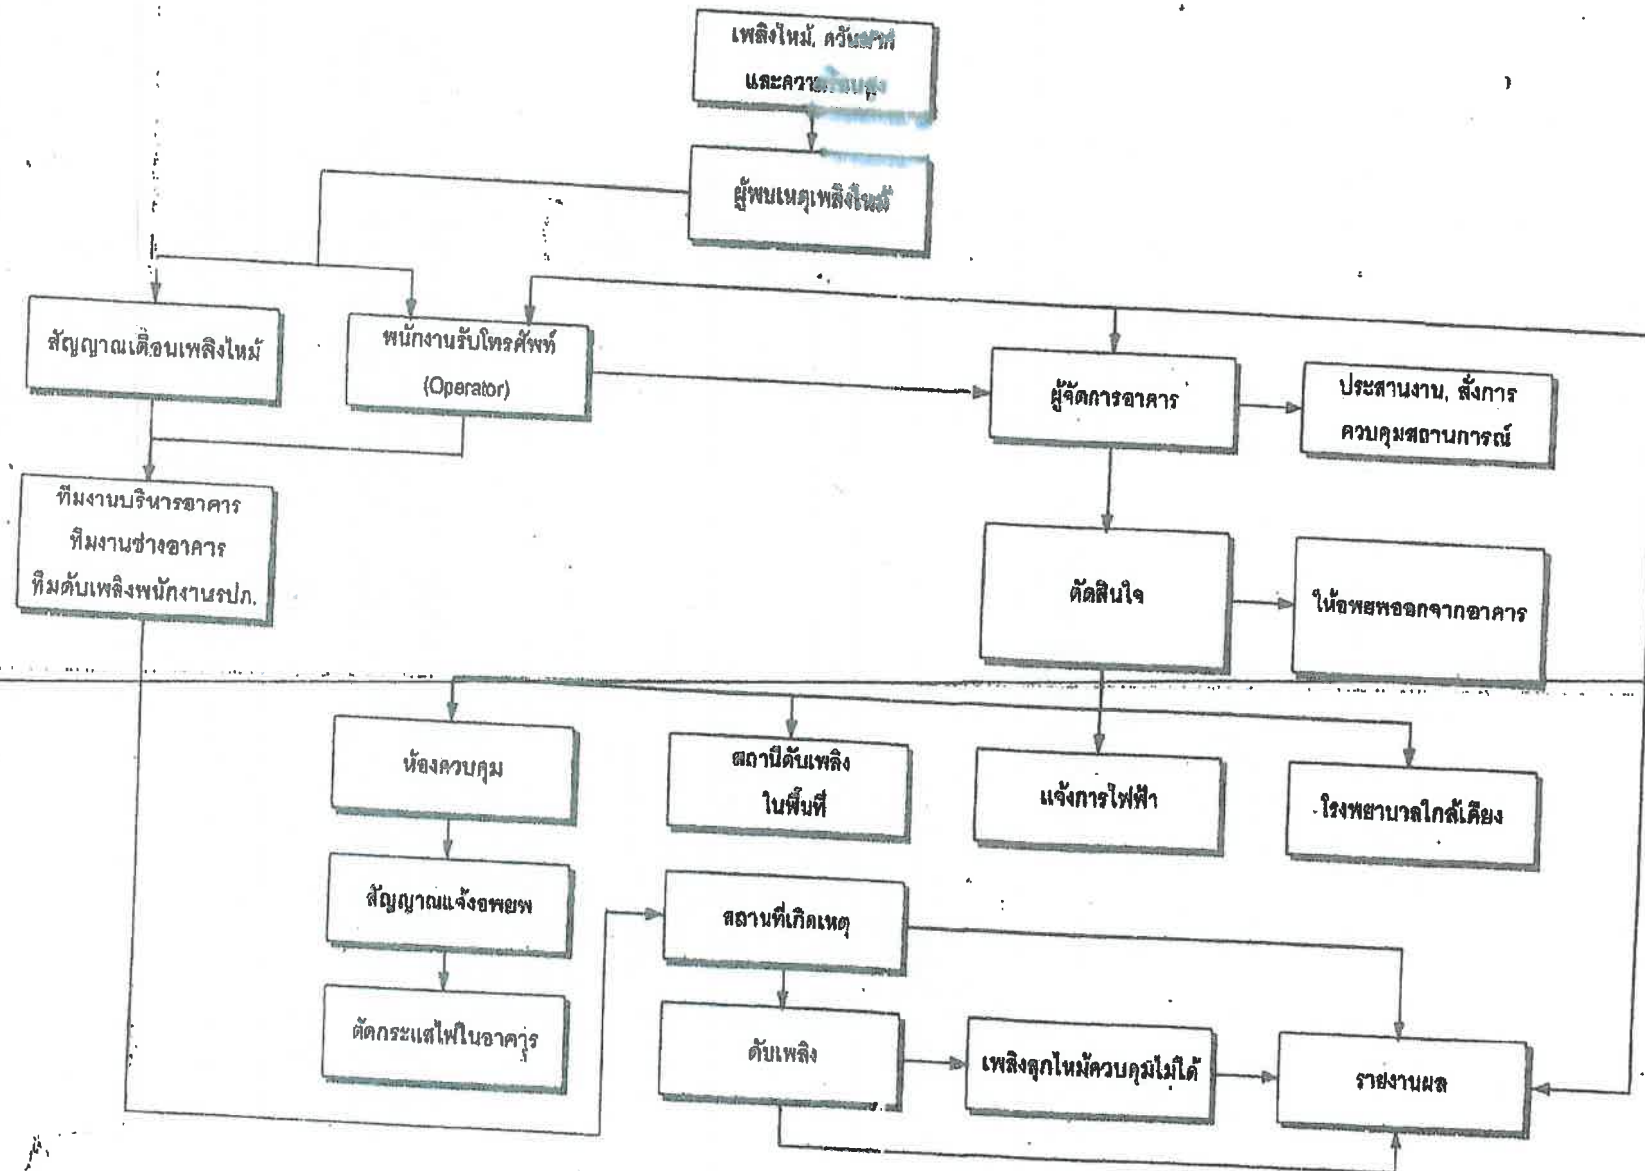 เพลิงไหม้, ควันมาก
และความร้อนสูง
ผู้พบเหตุเพลิงไหม้
สัญญาณเตือนเพลิงไหม้
พนักงานรับโทรศัพท์
(Operator)
ผู้จัดการอาคาร
ประสานงาน, สั่งการ
ควบคุมสถานการณ์
ทีมงานบริหารอาคาร
ทีมงานช่างอาคาร
ทีมดับเพลิงพนักงานรปภ.
ตัดสินใจ
ให้อพยพออกจากอาคาร
ห้องควบคุม
สถานีดับเพลิง
ในพื้นที่
แจ้งการไฟฟ้า
โรงพยาบาลใกล้เคียง
สัญญาณแจ้งอพยพ
สถานที่เกิดเหตุ
ตัดกระแสไฟในอาคาร
ดับเพลิง
เพลิงลุกไหม้ควบคุมไม่ได้
รายงานผล